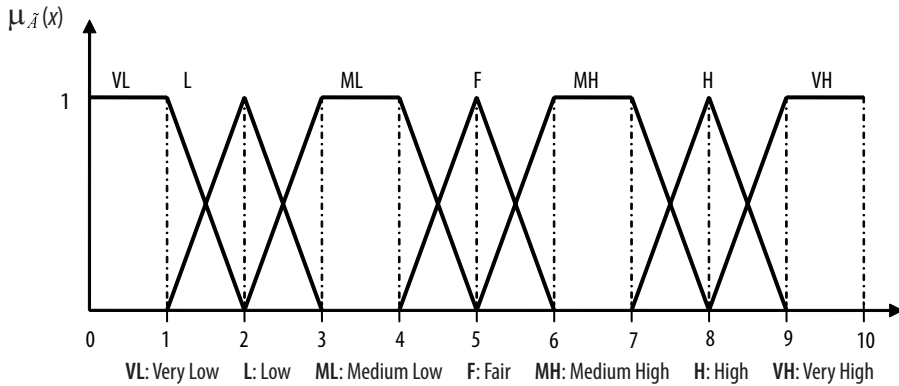 μ_Ã(x)
VL L ML F MH H VH
1
0 1 2 3 4 5 6 7 8 9 10
VL: Very Low L: Low ML: Medium Low F: Fair MH: Medium High H: High VH: Very High